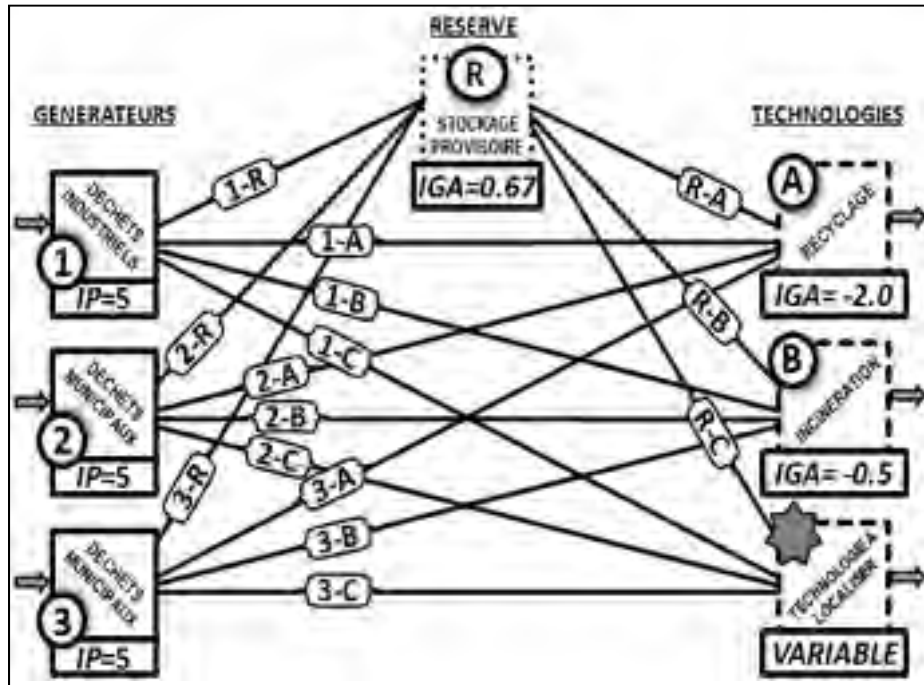 RESERVE
R
STOCKAGE
PROVISOIRE
IGA=0.67
GENERATEURS
DECHETS
INDUSTRIELS
1
IP=5
DECHETS
MUNICIPAUX
2
IP=5
DECHETS
MUNICIPAUX
3
IP=5
1-R
1-A
1-B
1-C
2-R
2-A
2-B
2-C
3-R
3-A
3-B
3-C
R-A
R-B
R-C
TECHNOLOGIES
A
RECYCLAGE
IGA= -2.0
B
INCINERATION
IGA= -0.5
TECHNOLOGIE À
LOCALISER
VARIABLE